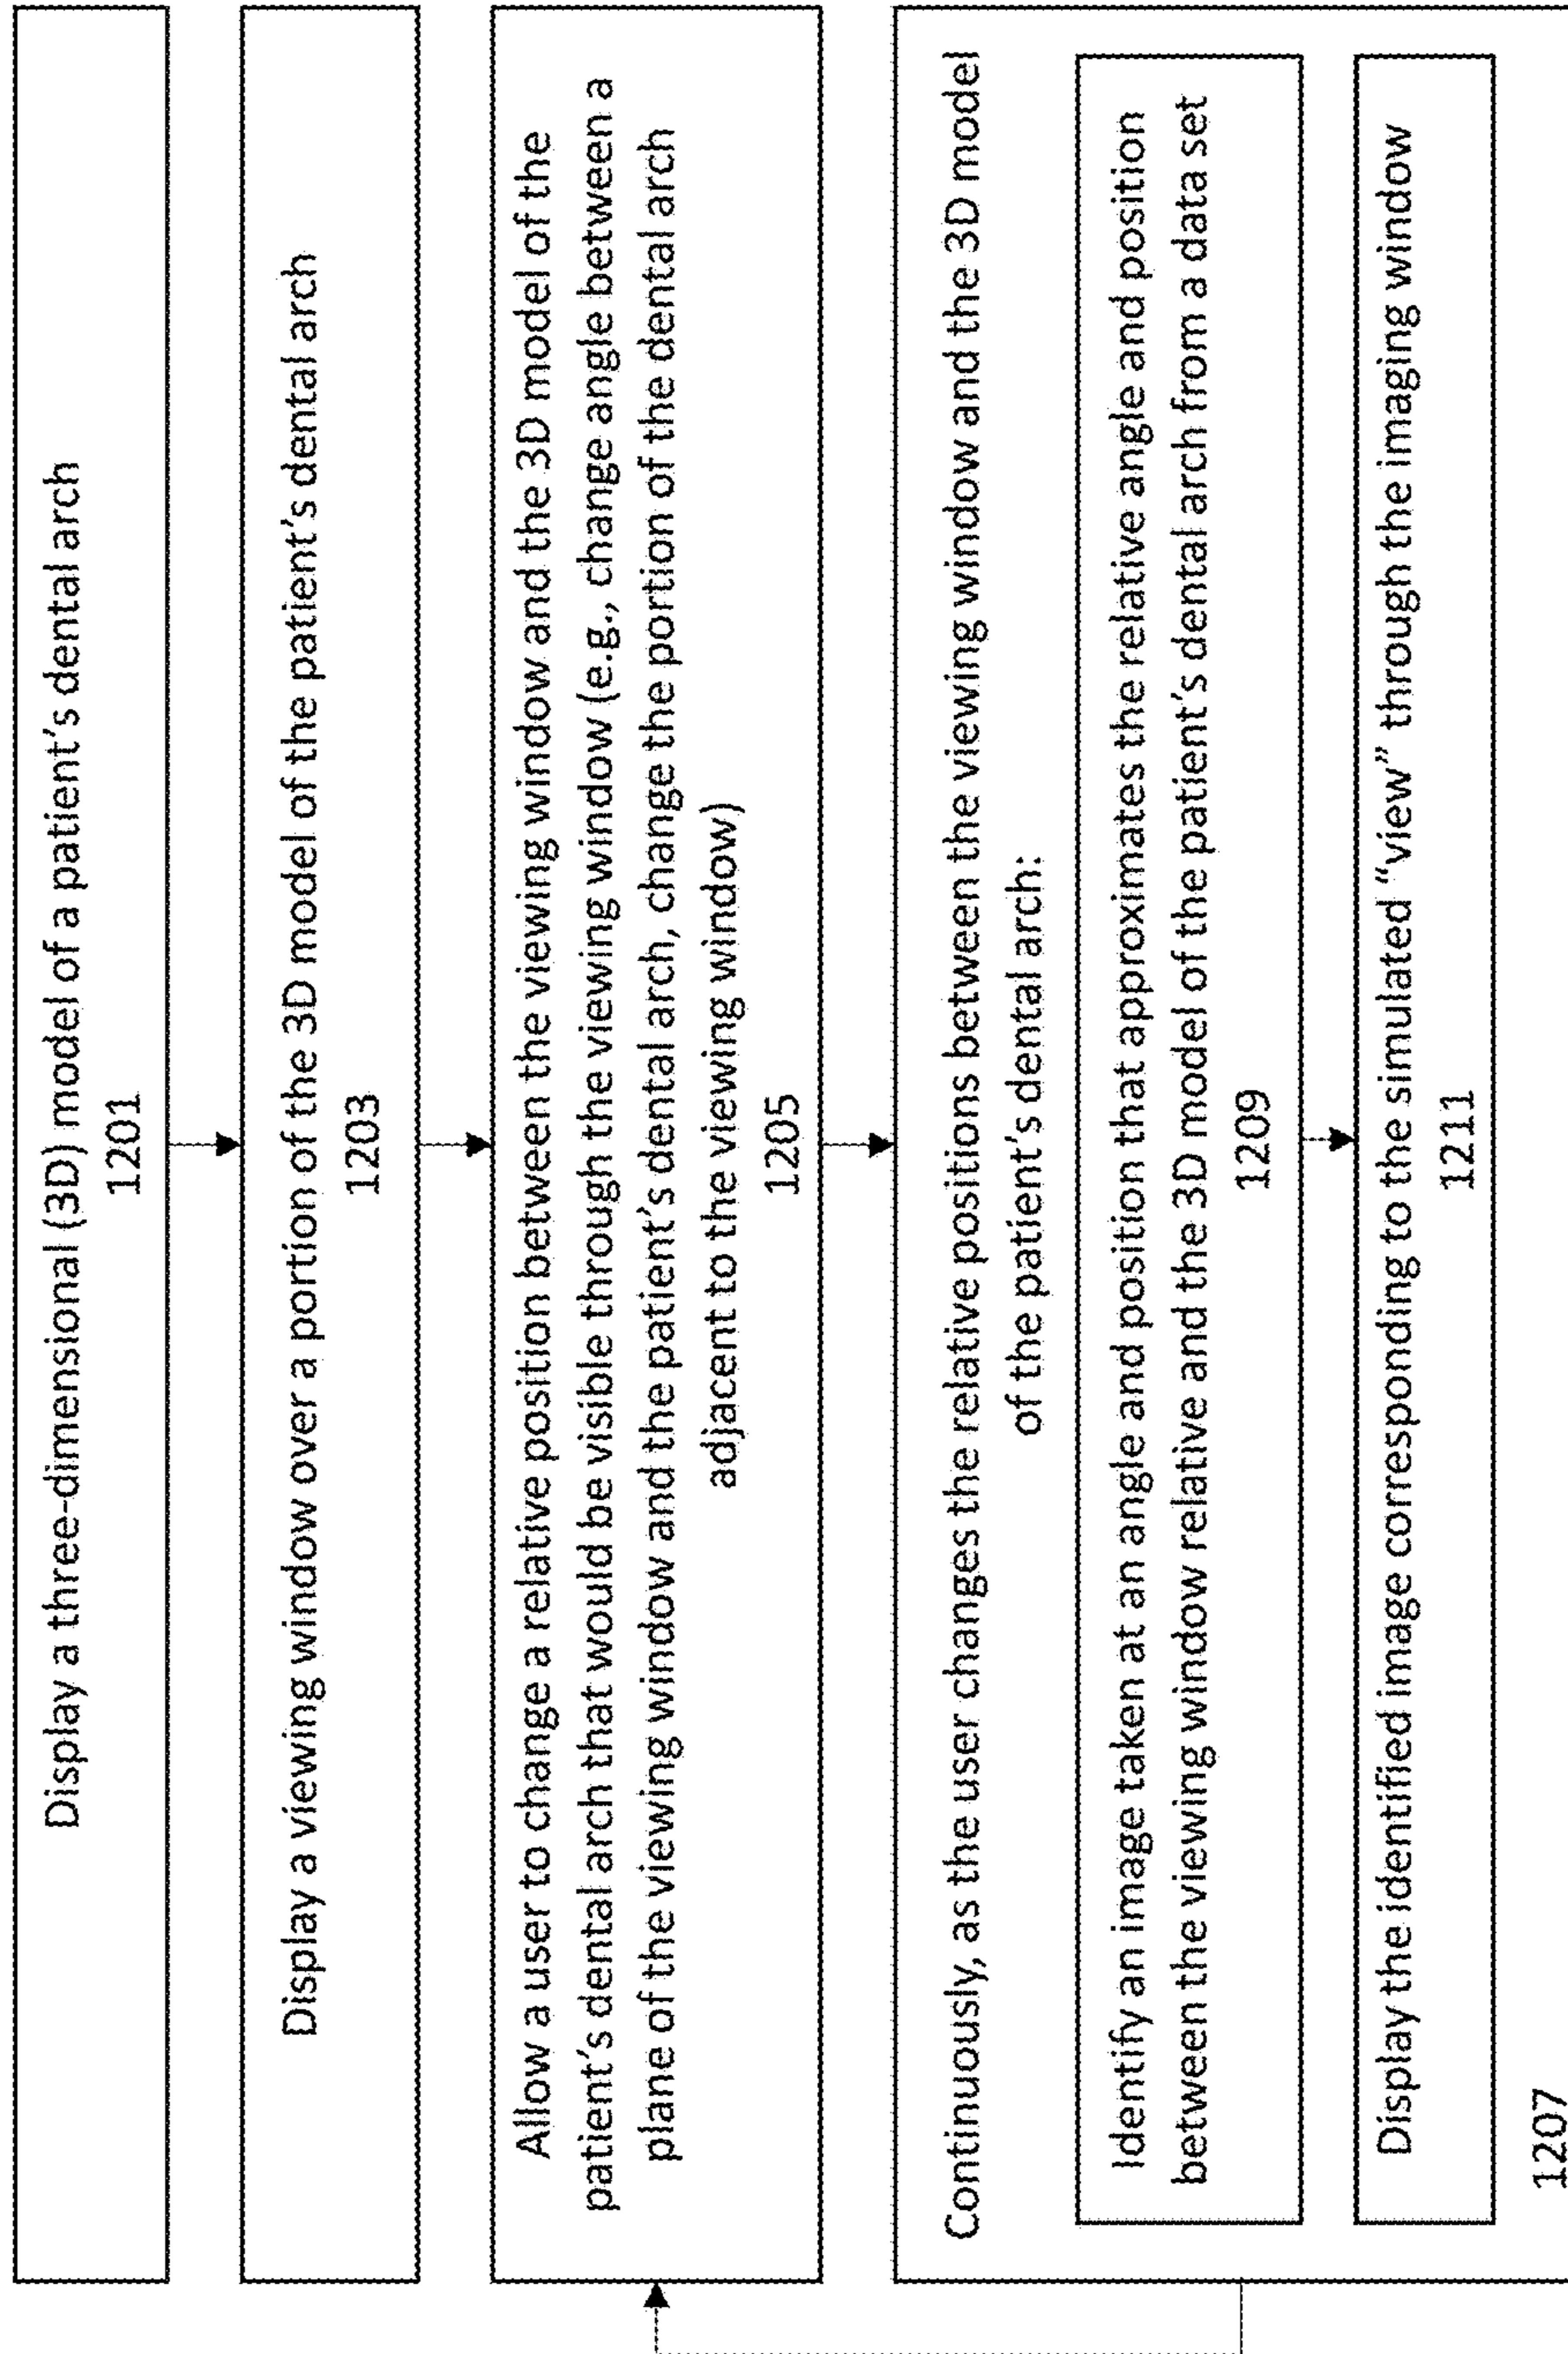 Display a three-dimensional (3D) model of a patient's dental arch
1201
Display a viewing window over a portion of the 3D model of the patient's dental arch
1203
Allow a user to change a relative position between the viewing window and the 3D model of the
patient's dental arch that would be visible through the viewing window (e.g., change angle between a
plane of the viewing window and the patient's dental arch, change the portion of the dental arch
adjacent to the viewing window)
1205
Continuously, as the user changes the relative positions between the viewing window and the 3D model
of the patient's dental arch:
Identify an image taken at an angle and position that approximates the relative angle and position
between the viewing window relative and the 3D model of the patient's dental arch from a data set
1209
Display the identified image corresponding to the simulated "view" through the imaging window
1211
1207